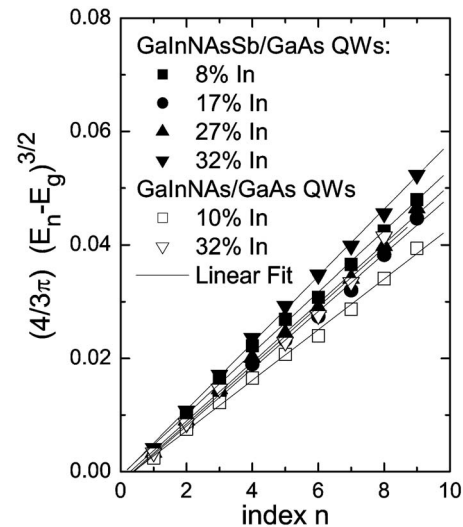 GaInNAsSb/GaAs QWs:
8% In
17% In
27% In
32% In
GaInNAs/GaAs QWs
10% In
32% In
Linear Fit
(4/3π) (Eₙ-E_g)^3/2
0.08
0.06
0.04
0.02
0.00
0 2 4 6 8 10
index n